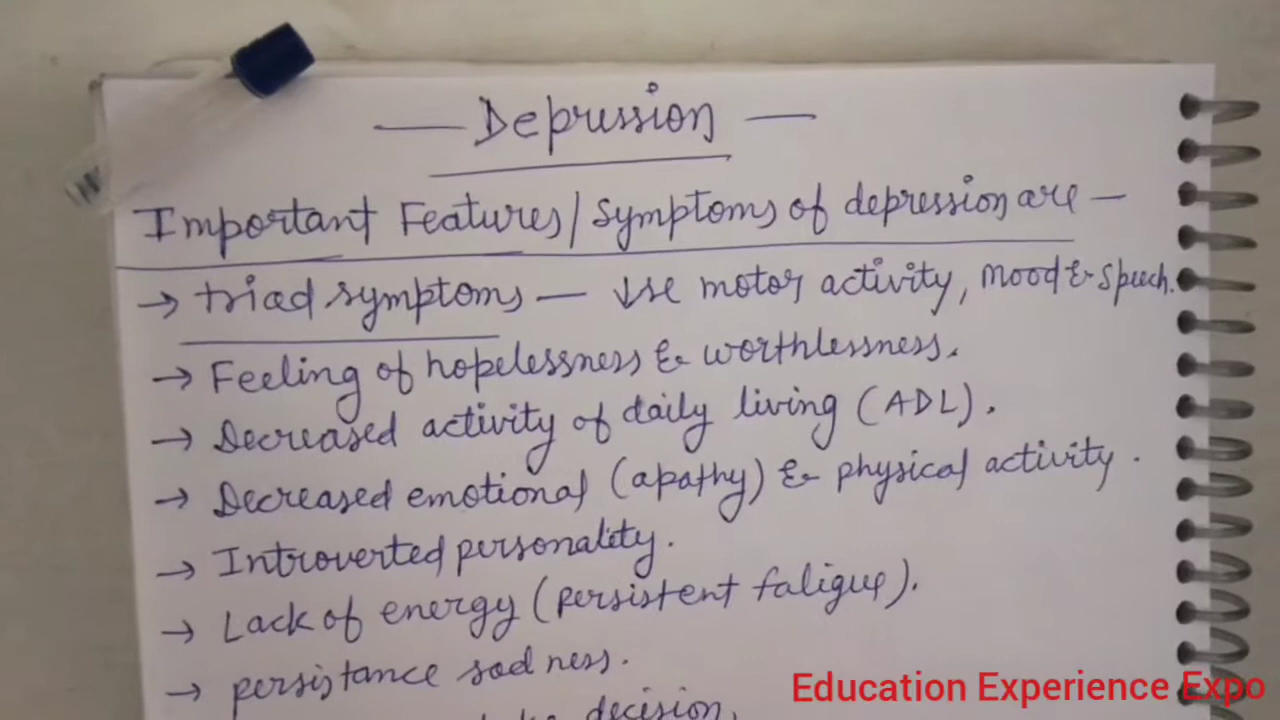 — Depression —
Important Features/symptoms of depression are —
→ triad symptoms — ↓se motor activity, mood & speech.
→ Feeling of hopelessness & worthlessness.
→ Decreased activity of daily living (ADL).
→ Decreased emotional (apathy) & physical activity.
→ Introverted personality.
→ Lack of energy (persistent fatigue).
→ persistance sadness.
decision.
Education Experience Expo